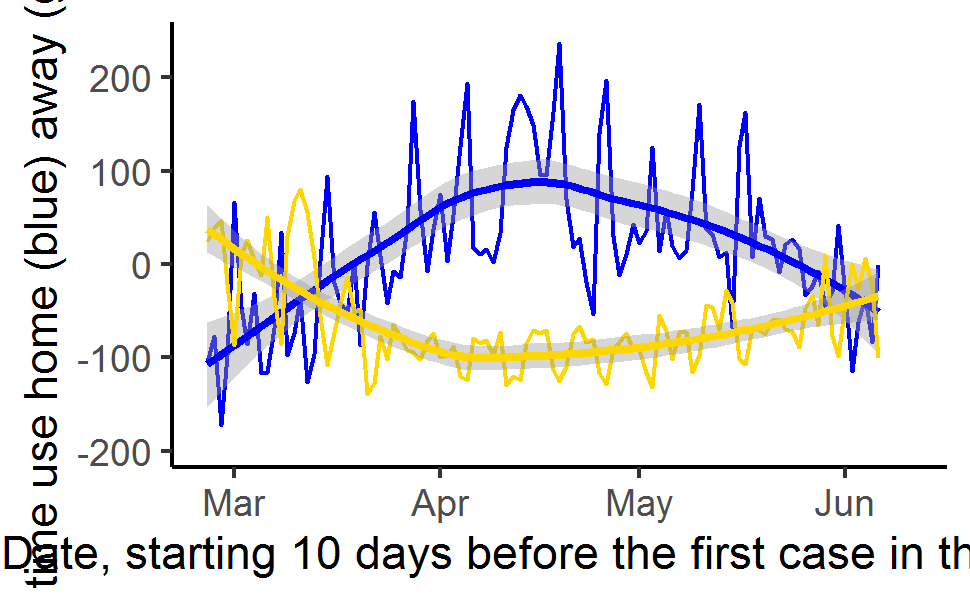 time use home (blue) away (g
200
100
0
-100
-200
Mar Apr May Jun
Date, starting 10 days before the first case in th